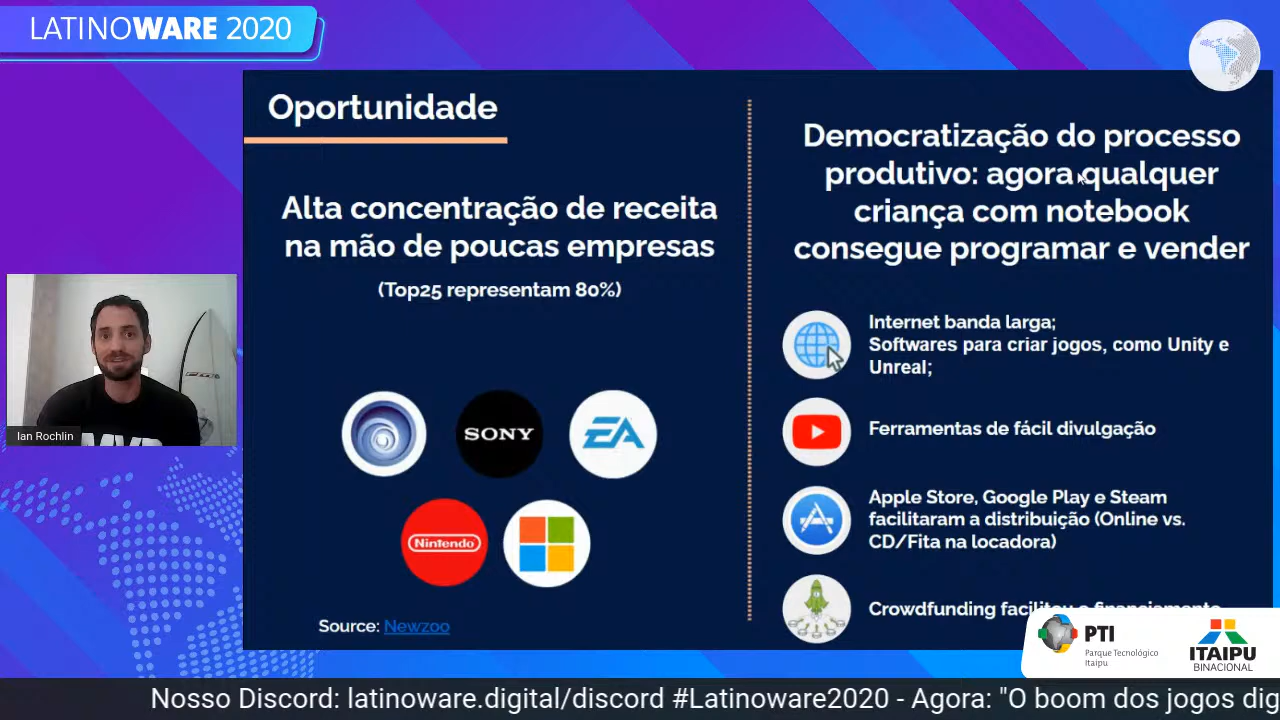 LATINOWARE 2020
Oportunidade
Alta concentração de receita
na mão de poucas empresas
(Top25 representam 80%)
SONY
EA
Nintendo
Source: Newzoo
Democratização do processo
produtivo: agora qualquer
criança com notebook
consegue programar e vender
Internet banda larga;
Softwares para criar jogos, como Unity e
Unreal;
Ferramentas de fácil divulgação
Apple Store, Google Play e Steam
facilitaram a distribuição (Online vs.
CD/Fita na locadora)
Crowdfunding facilitou o financiamento
Ian Rochlin
PTI
Parque Tecnológico
Itaipu
ITAIPU
BINACIONAL
Nosso Discord: latinoware.digital/discord #Latinoware2020 - Agora: "O boom dos jogos dig